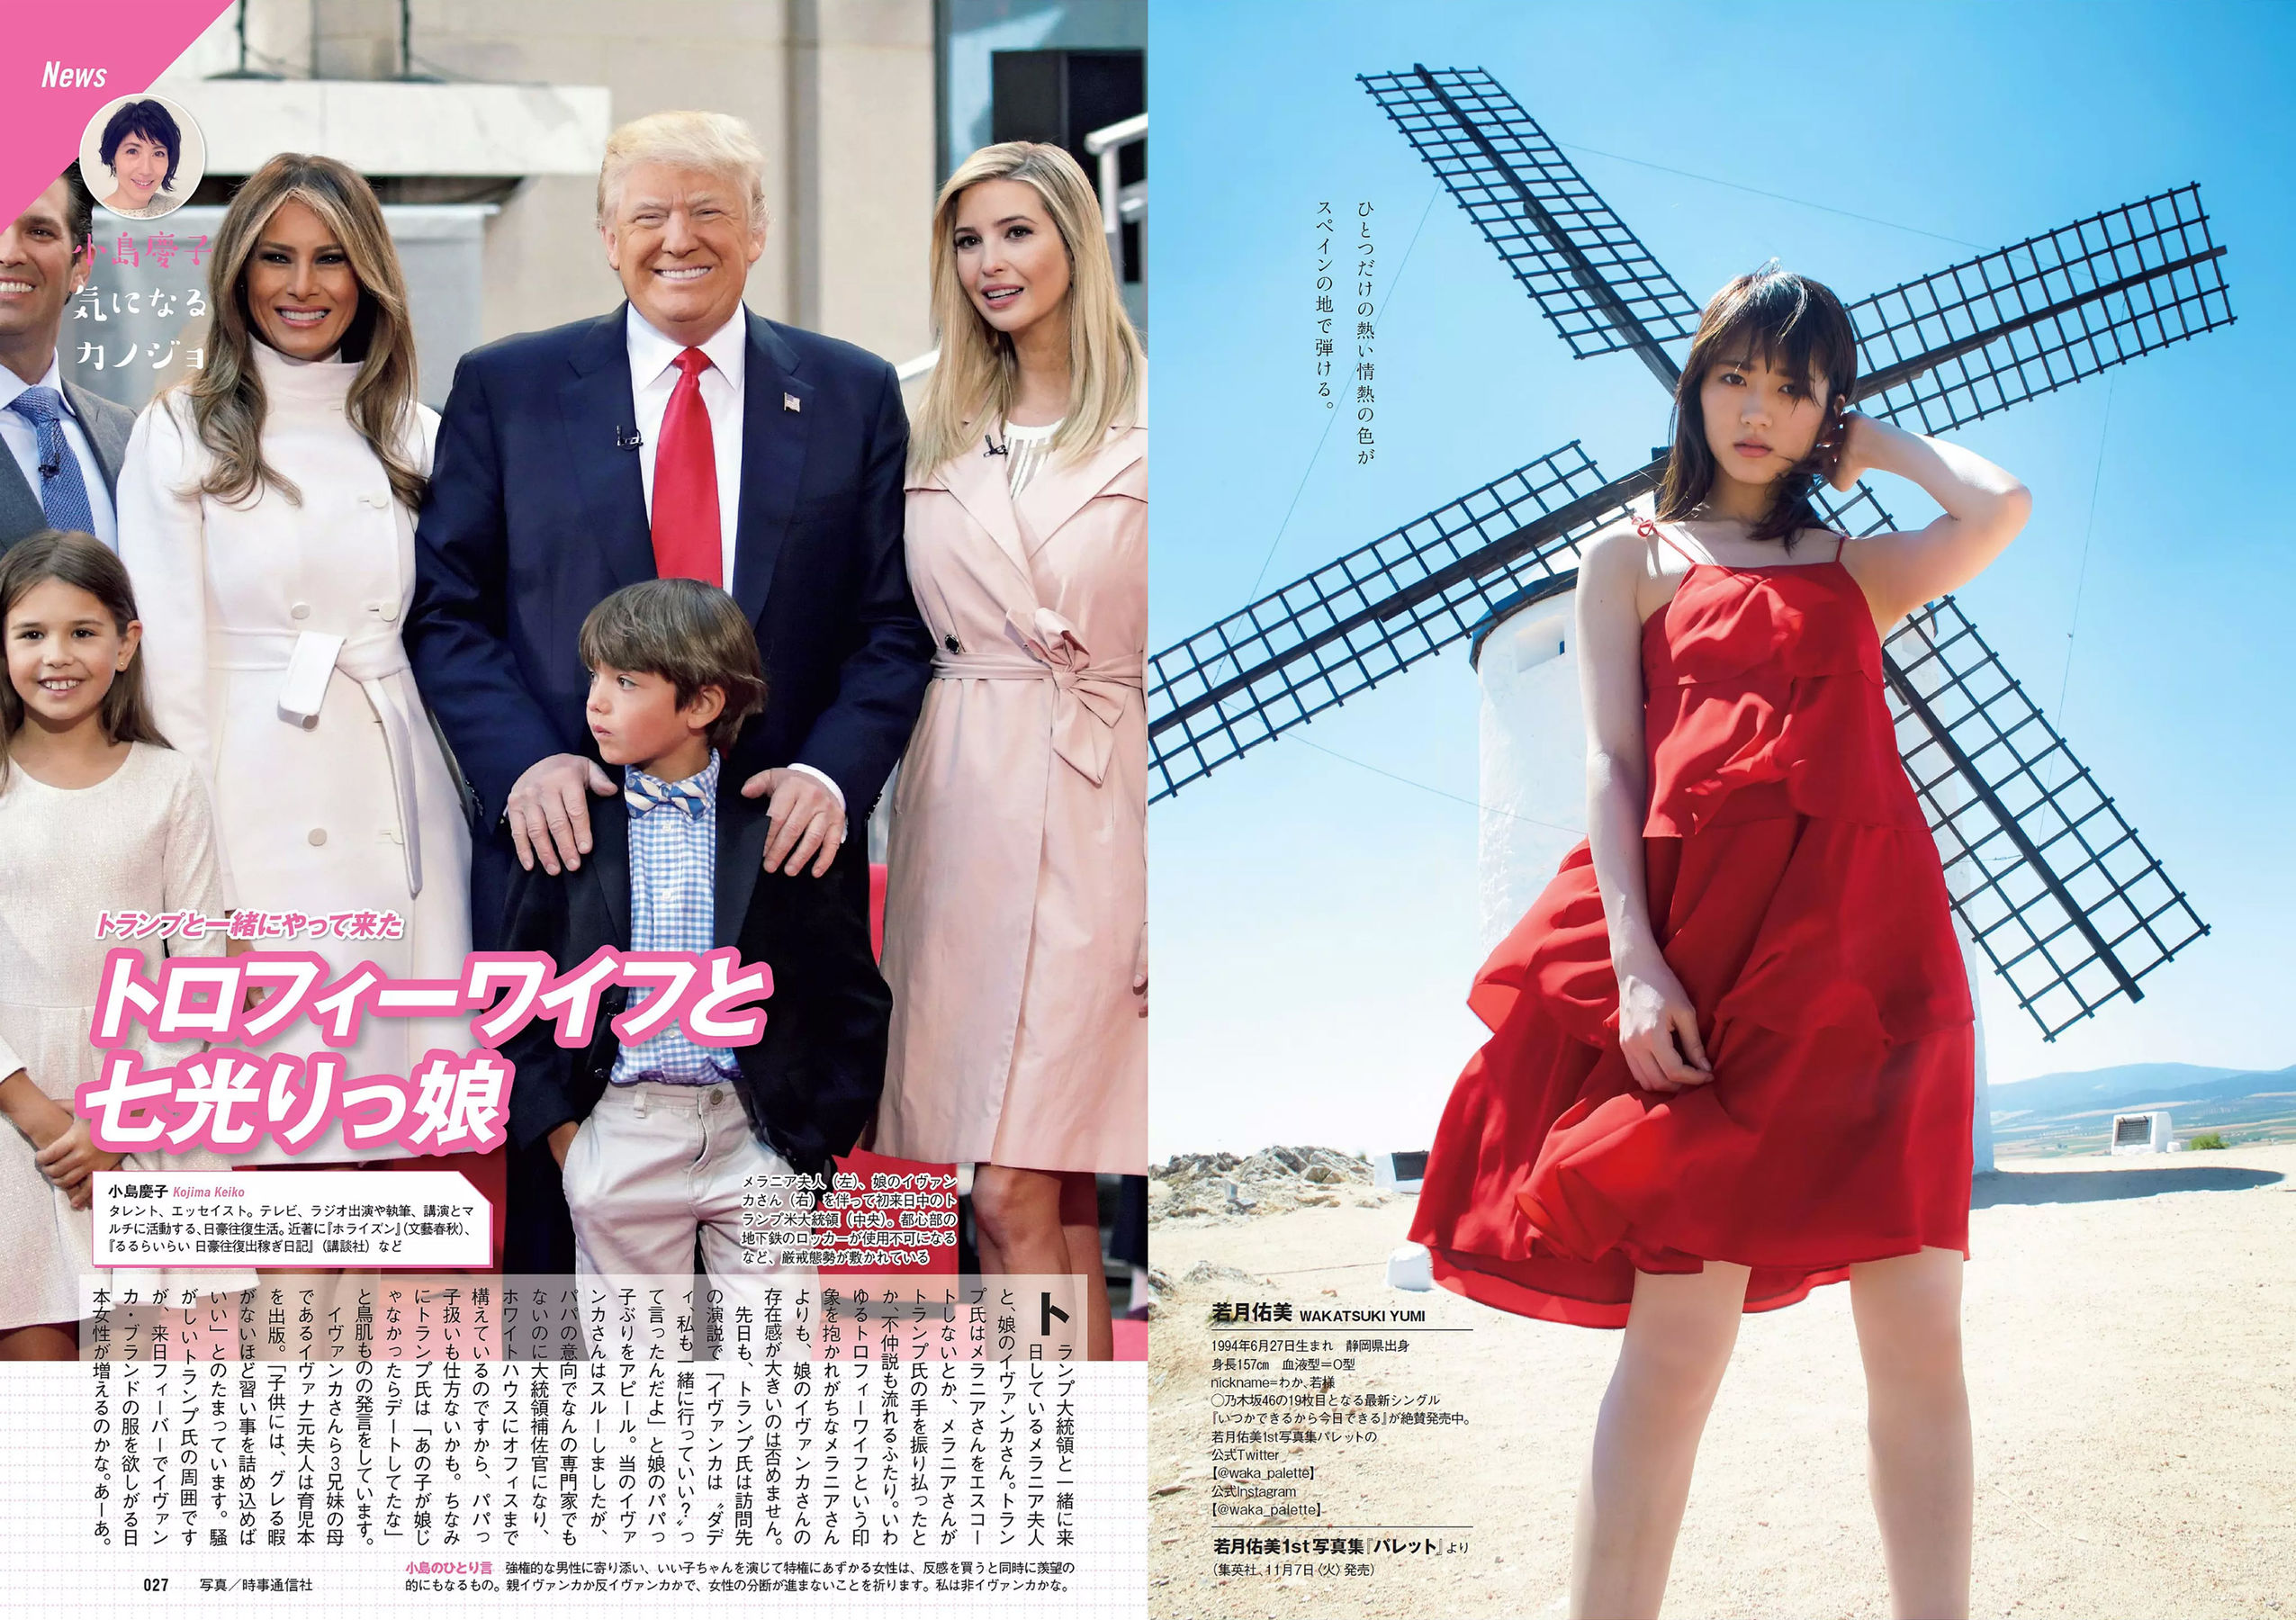 News
小島慶子
気になる
カノジョ
トランプと一緒にやって来た
トロフィーワイフと
七光りっ娘
小島慶子 Kojima Keiko
タレント、エッセイスト。テレビ、ラジオ出演や執筆、講演とマ
ルチに活動する、日豪往復生活。近著に『ホライズン』（文藝春秋）、
『るるらいらい 日豪往復出稼ぎ日記』（講談社）など
メラニア夫人（左）、娘のイヴァン
カさん（右）を伴って初来日中のト
ランプ米大統領（中央）。都心部の
地下鉄のロッカーが使用不可になる
など、厳戒態勢が敷かれている
トランプ大統領と一緒に来
日しているメラニア夫人
と、娘のイヴァンカさん。トラン
プ氏はメラニアさんをエスコー
トしないとか、メラニアさんが
トランプ氏の手を振り払ったと
か、不仲説も流れるふたり。いわ
ゆるトロフィーワイフという印
象を抱かれがちなメラニアさん
よりも、娘のイヴァンカさんの
存在感が大きいのは否めません。
先日も、トランプ氏は訪問先
の演説で「イヴァンカは〝ダデ
ィ、私も一緒に行っていい？〟っ
て言ったんだよ」と娘のパパっ
子ぶりをアピール。当のイヴァ
ンカさんはスルーしましたが、
パパの意向でなんの専門家でも
ないのに大統領補佐官になり、
ホワイトハウスにオフィスまで
構えているのですから、パパっ
子扱いも仕方ないかも。ちなみ
にトランプ氏は「あの子が娘じ
ゃなかったらデートしてたな」
と鳥肌ものの発言をしています。
イヴァンカさんら3兄妹の母
であるイヴァナ元夫人は育児本
を出版。「子供には、グレる暇
がないほど習い事を詰め込めば
いい」とのたまっています。騒
がしいトランプ氏の周囲です
が、来日フィーバーでイヴァン
カ・ブランドの服を欲しがる日
本女性が増えるのかな。あーあ。
小島のひとり言 強権的な男性に寄り添い、いい子ちゃんを演じて特権にあずかる女性は、反感を買うと同時に羨望の
的にもなるもの。親イヴァンカか反イヴァンカかで、女性の分断が進まないことを祈ります。私は非イヴァンカかな。
027 写真／時事通信社
ひとつだけの熱い情熱の色が
スペインの地で弾ける。
若月佑美 WAKATSUKI YUMI
1994年6月27日生まれ 静岡県出身
身長157㎝ 血液型＝O型
nickname=わか、若様
◯乃木坂46の19枚目となる最新シングル
『いつかできるから今日できる』が絶賛発売中。
若月佑美1st写真集パレットの
公式Twitter
【@waka_palette】
公式Instagram
【@waka_palette】
若月佑美1st写真集『パレット』より
（集英社、11月7日〈火〉発売）